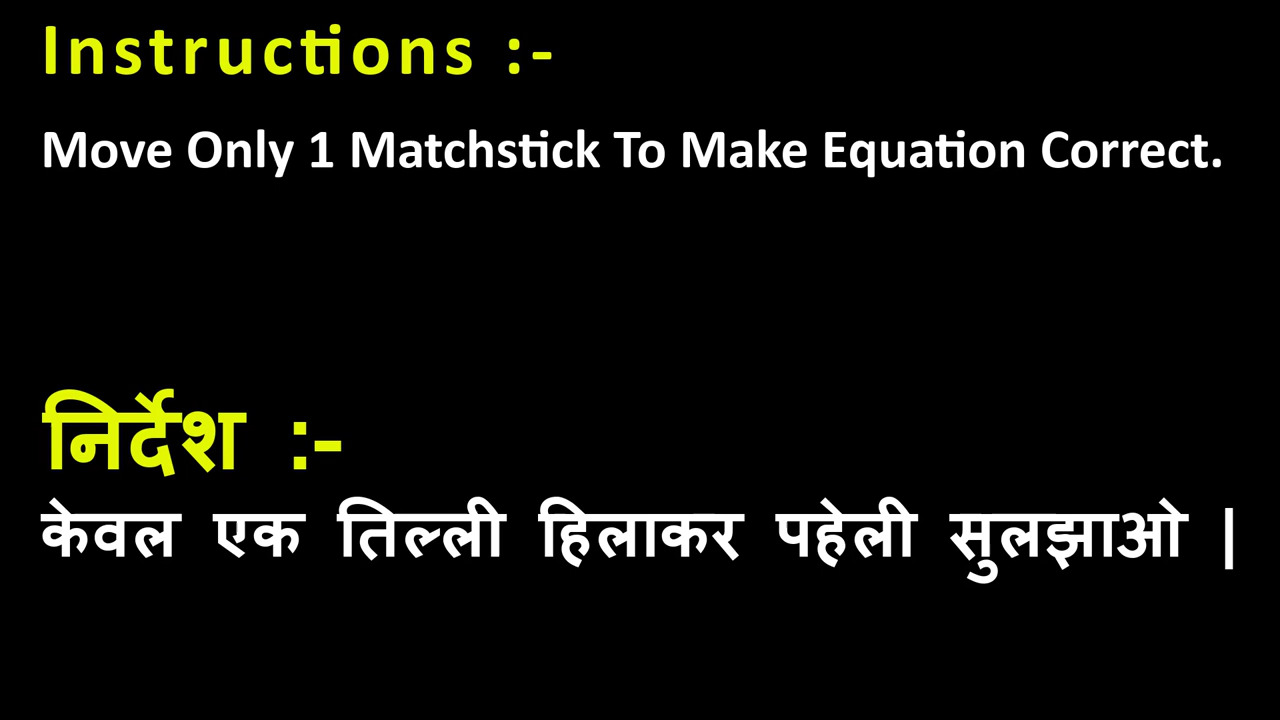 Instructions :-
Move Only 1 Matchstick To Make Equation Correct.
निर्देश :-
केवल एक तिल्ली हिलाकर पहेली सुलझाओ |